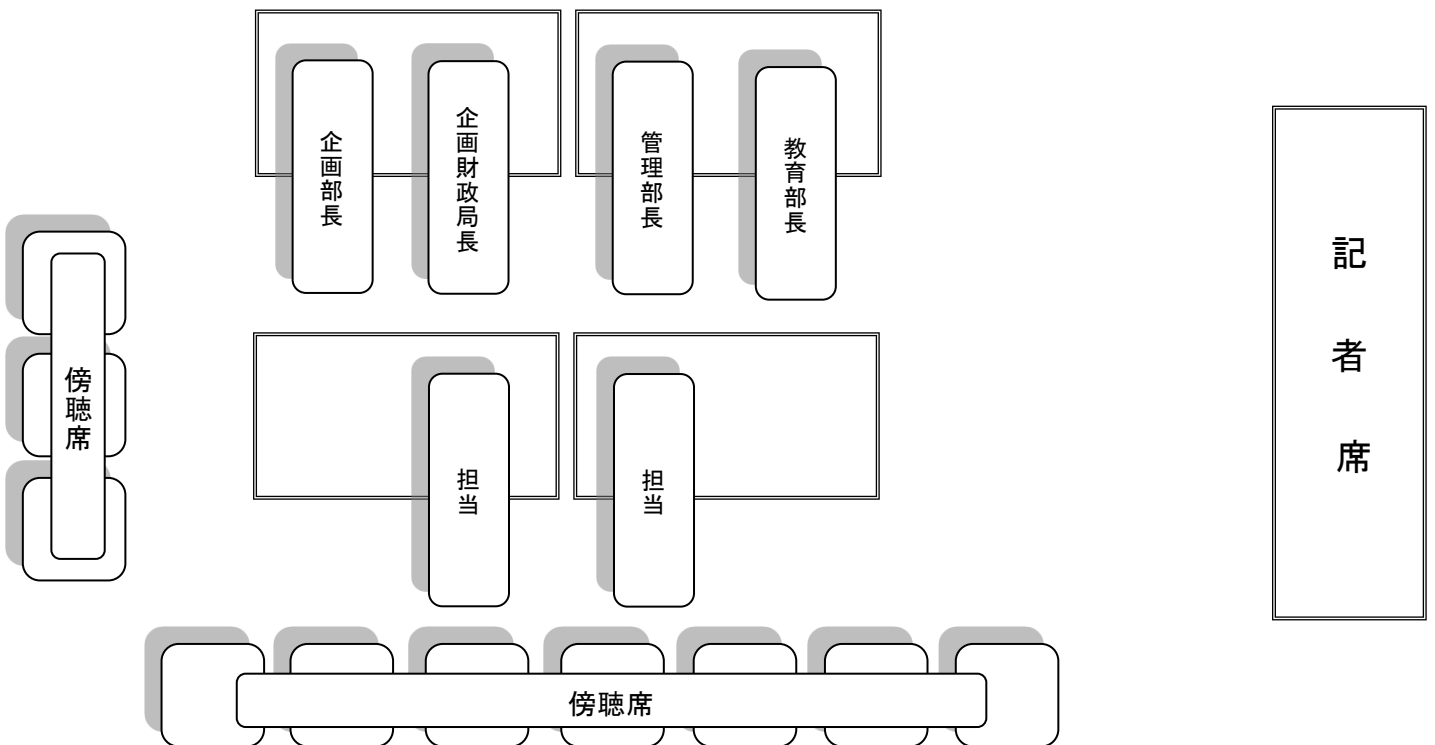 企画部長
企画財政局長
管理部長
教育部長
記者席
傍聴席
担当
担当
傍聴席